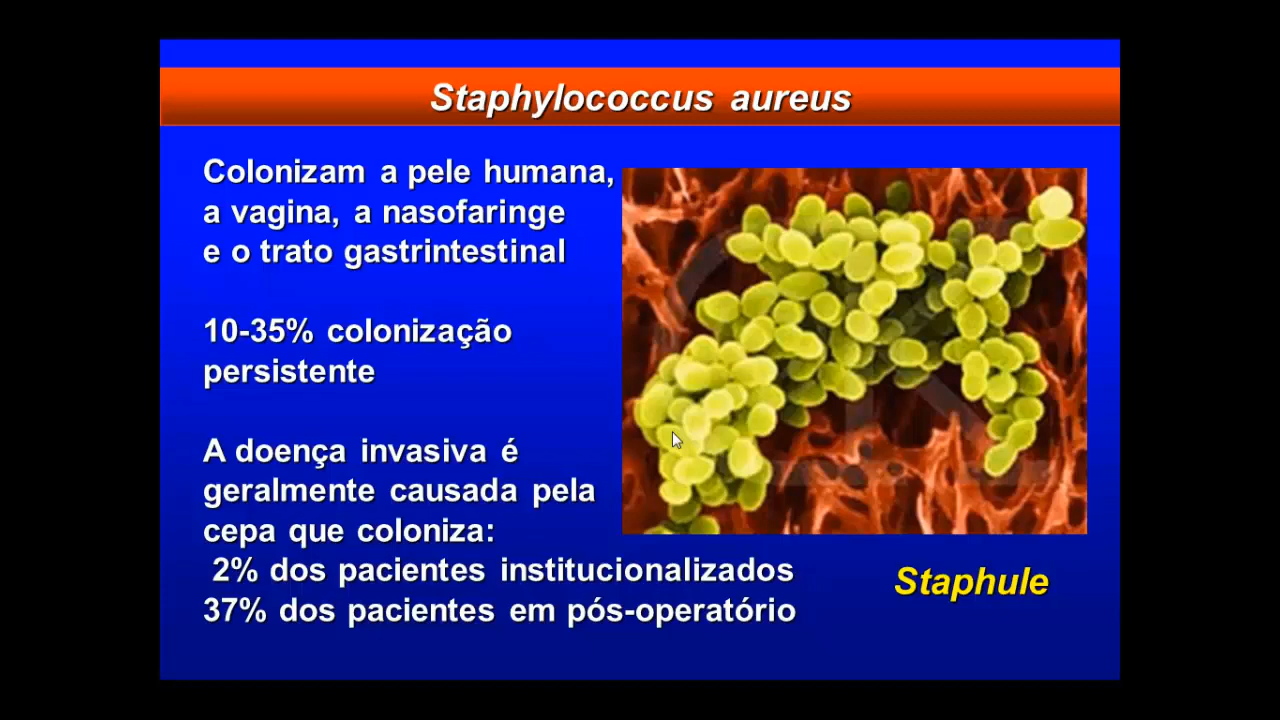 Staphylococcus aureus
Colonizam a pele humana,
a vagina, a nasofaringe
e o trato gastrintestinal
10-35% colonização
persistente
A doença invasiva é
geralmente causada pela
cepa que coloniza:
2% dos pacientes institucionalizados
37% dos pacientes em pós-operatório
Staphule